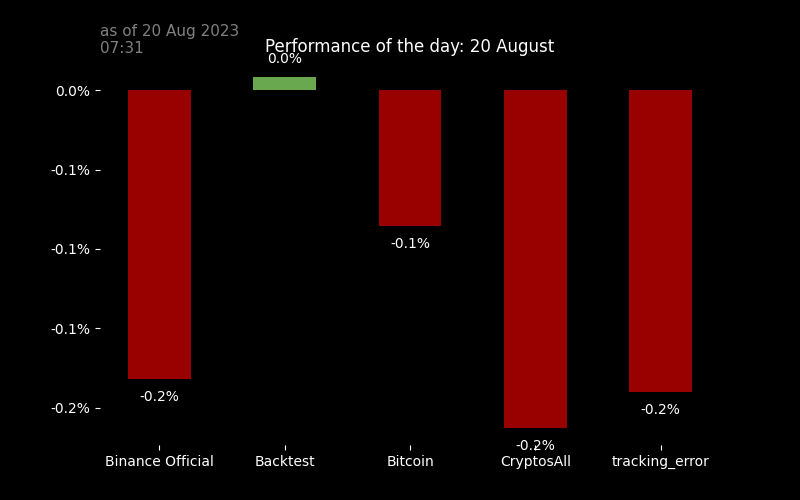 as of 20 Aug 2023
07:31
Performance of the day: 20 August
0.0%
0.0%
-0.1%
-0.1%
-0.1%
-0.1%
-0.2%
-0.2%
-0.2%
-0.2%
Binance Official
Backtest
Bitcoin
CryptosAll
tracking_error